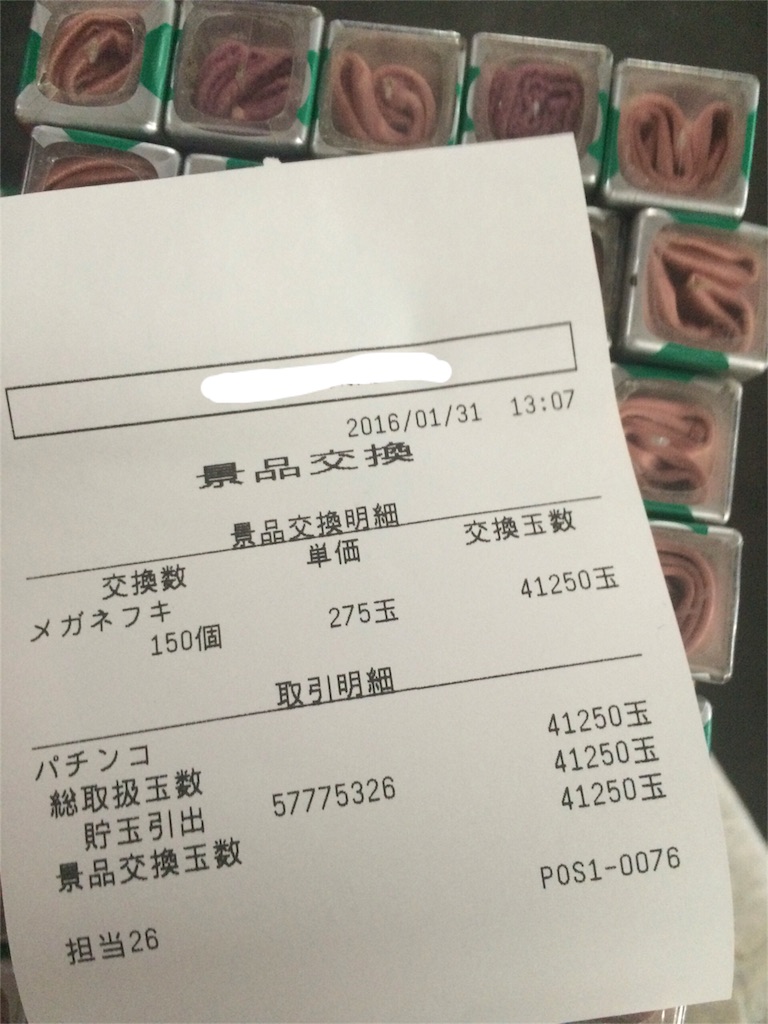 2016/01/31 13:07
景品交換
景品交換明細
交換数 単価 交換玉数
メガネフキ
150個 275玉 41250玉
取引明細
パチンコ 41250玉
総取扱玉数 41250玉
貯玉引出 57775326 41250玉
景品交換玉数
POS1-0076
担当26